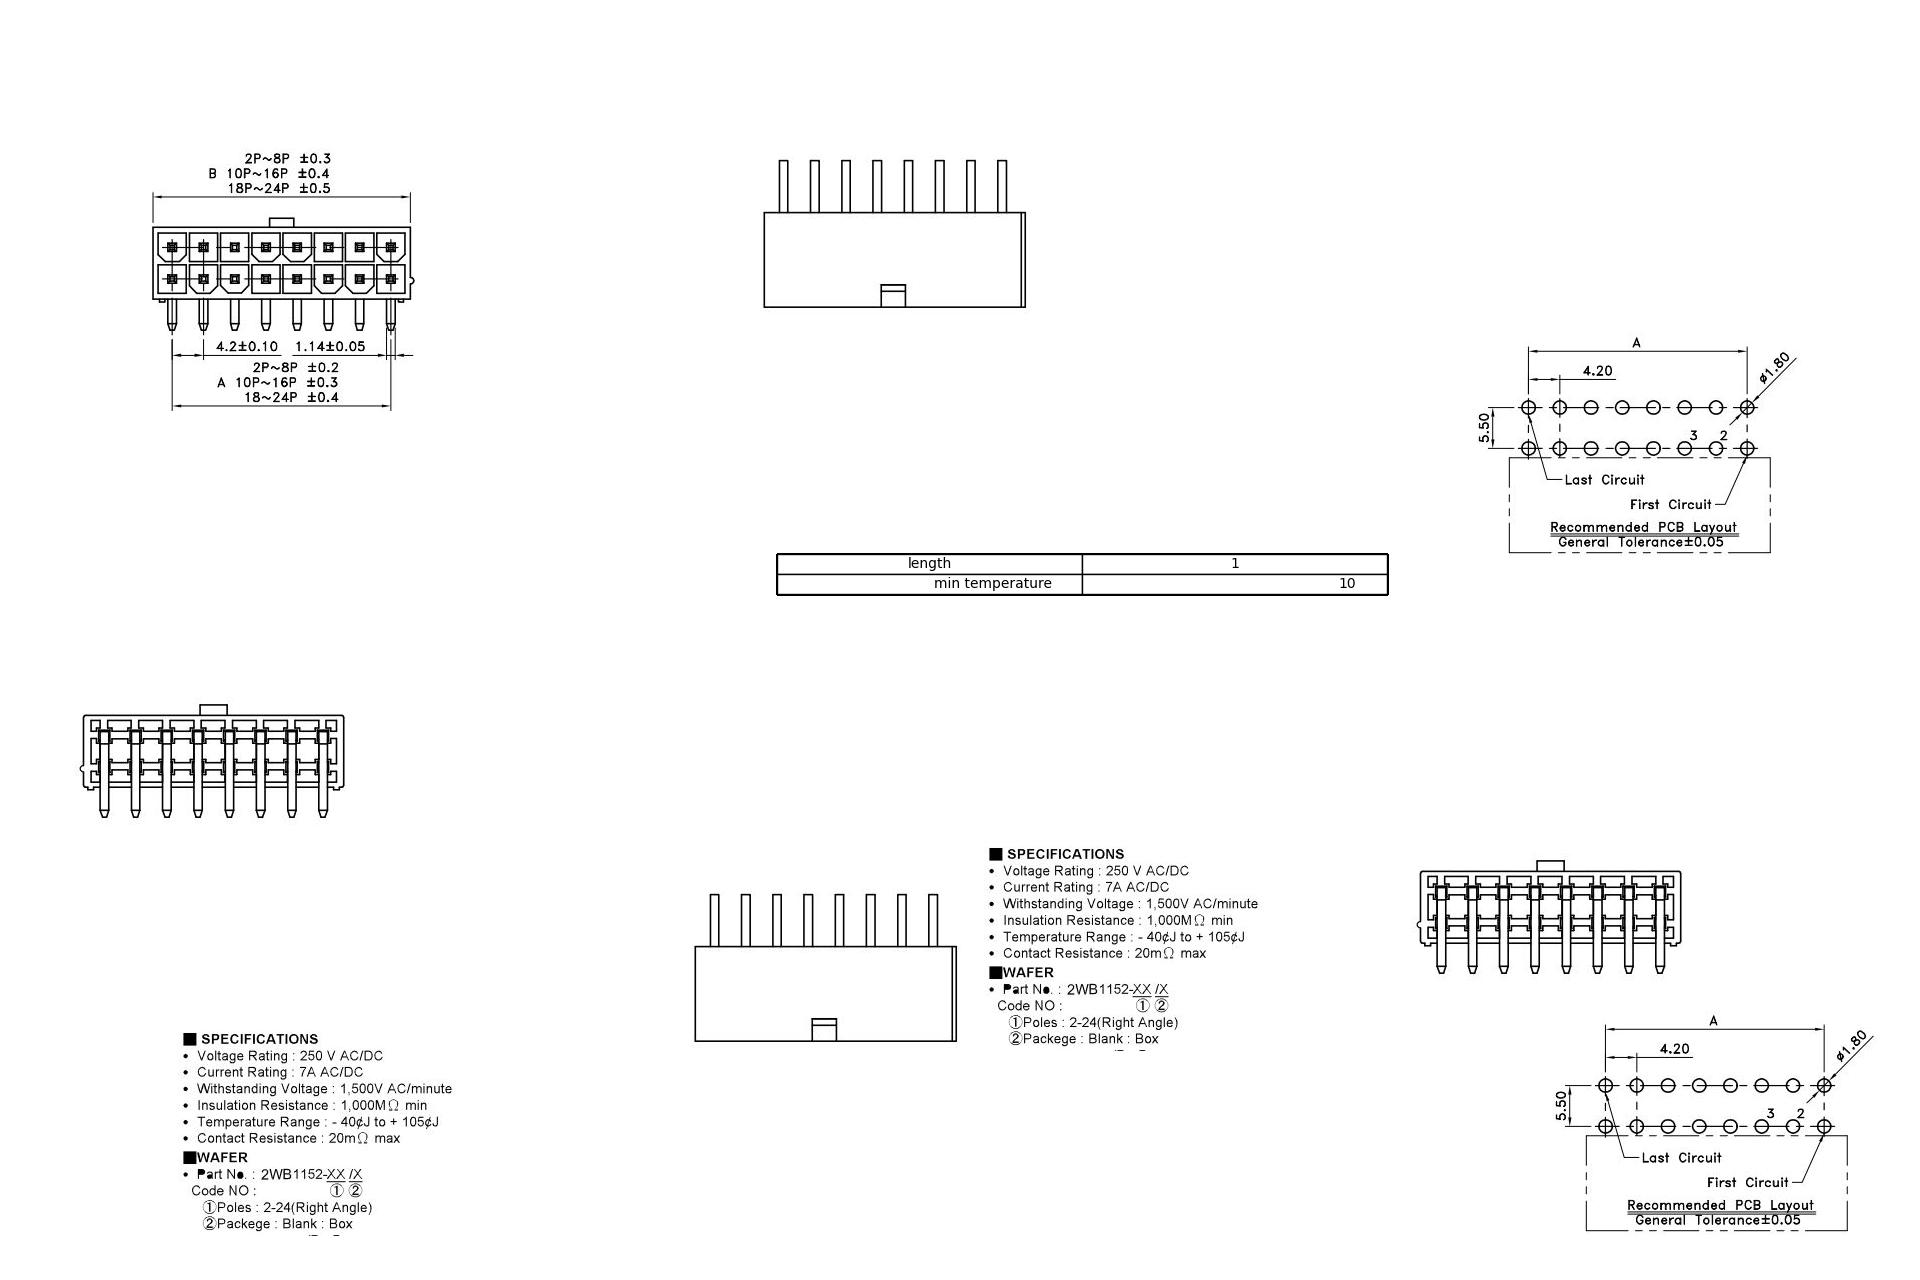 2P~8P ±0.3
B 10P~16P ±0.4
18P~24P ±0.5
4.2±0.10 1.14±0.05
2P~8P ±0.2
A 10P~16P ±0.3
18~24P ±0.4
A
4.20
ø1.80
5.50
3 2
Last Circuit
First Circuit
Recommended PCB Layout
General Tolerance±0.05
length 1
min temperature 10
■ SPECIFICATIONS
• Voltage Rating : 250 V AC/DC
• Current Rating : 7A AC/DC
• Withstanding Voltage : 1,500V AC/minute
• Insulation Resistance : 1,000MΩ min
• Temperature Range : - 40¢J to + 105¢J
• Contact Resistance : 20mΩ max
■WAFER
• Part No. : 2WB1152-XX /X
Code NO : ① ②
①Poles : 2-24(Right Angle)
②Packege : Blank : Box
■ SPECIFICATIONS
• Voltage Rating : 250 V AC/DC
• Current Rating : 7A AC/DC
• Withstanding Voltage : 1,500V AC/minute
• Insulation Resistance : 1,000MΩ min
• Temperature Range : - 40¢J to + 105¢J
• Contact Resistance : 20mΩ max
■WAFER
• Part No. : 2WB1152-XX /X
Code NO : ① ②
①Poles : 2-24(Right Angle)
②Packege : Blank : Box
A
4.20
ø1.80
5.50
3 2
Last Circuit
First Circuit
Recommended PCB Layout
General Tolerance±0.05